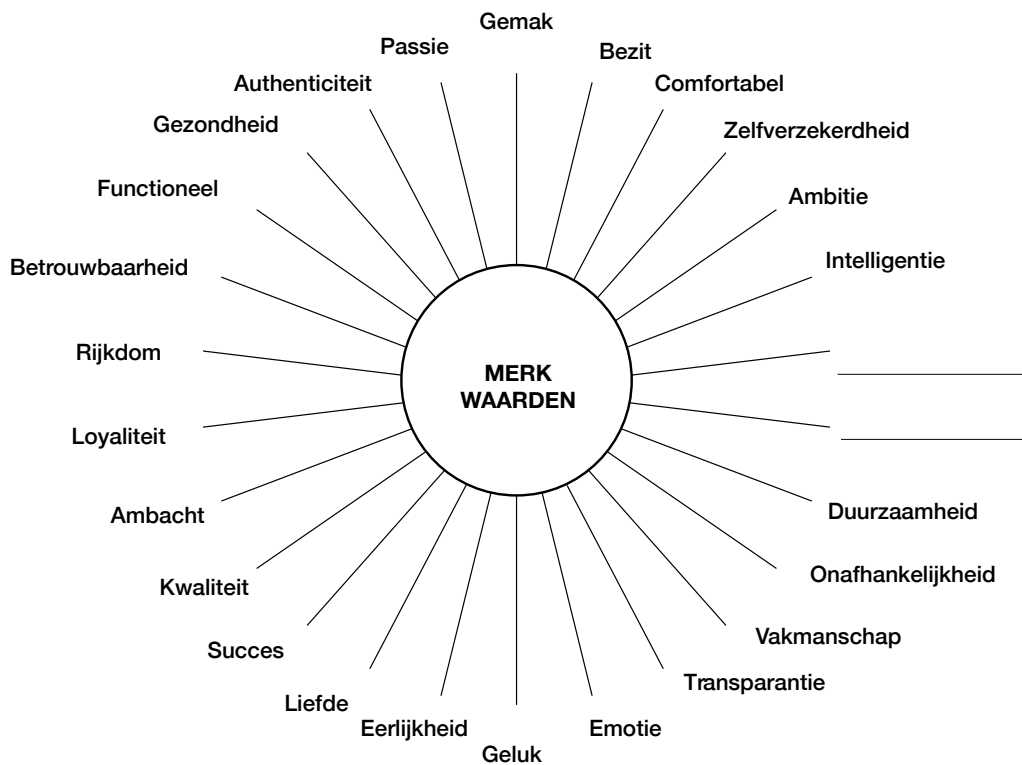 Gemak
Passie
Bezit
Authenticiteit
Comfortabel
Gezondheid
Zelfverzekerdheid
Functioneel
Ambitie
Betrouwbaarheid
Intelligentie
Rijkdom
MERK
WAARDEN
Loyaliteit
Ambacht
Duurzaamheid
Kwaliteit
Onafhankelijkheid
Succes
Vakmanschap
Liefde
Transparantie
Eerlijkheid
Emotie
Geluk